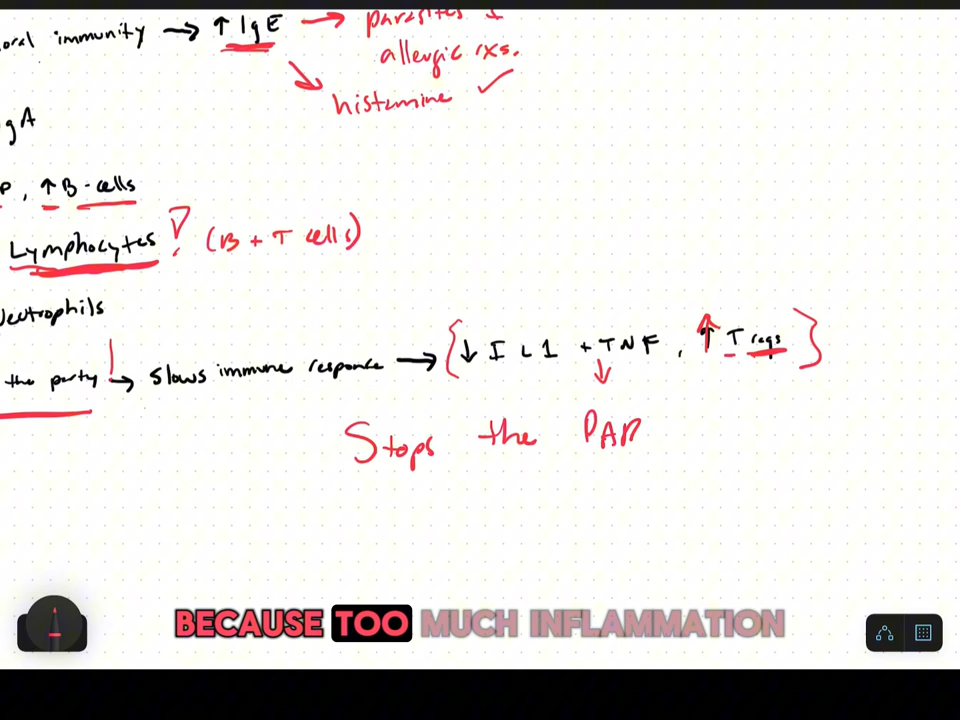 oral immunity → ↑ IgE → parasites +
allergic rxs.
histamine ✓
gA
P, ↑ B-cells
Lymphocytes ! (B + T cells)
eutrophils
the party ! → Slows immune response → { ↓ IL1 + TNF, ↑ T regs }
Stops the PAR
BECAUSE TOO MUCH INFLAMMATION